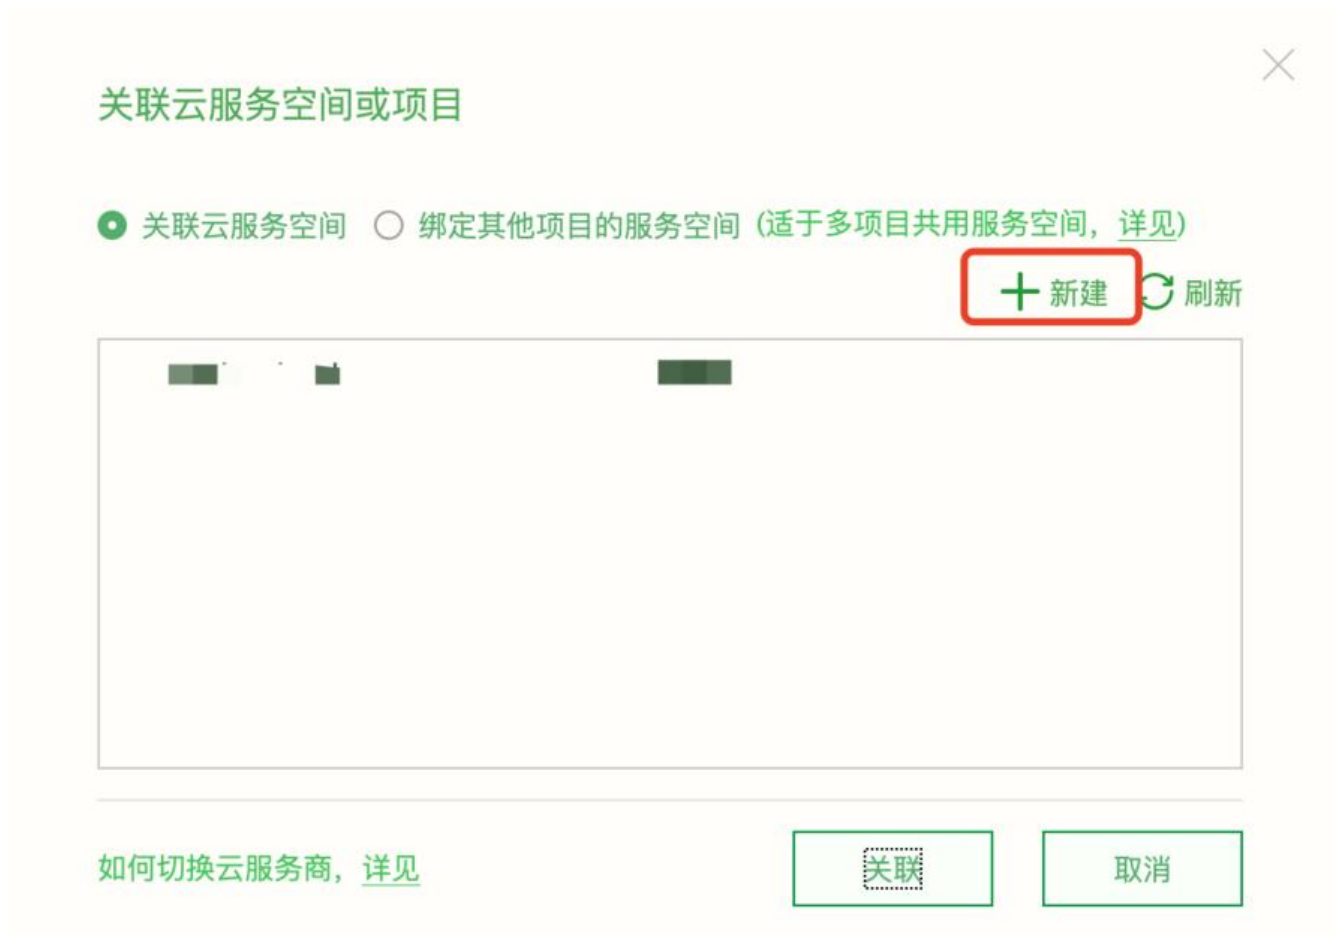 关联云服务空间或项目
关联云服务空间 绑定其他项目的服务空间 (适于多项目共用服务空间，详见)
新建 刷新
如何切换云服务商，详见
关联 取消